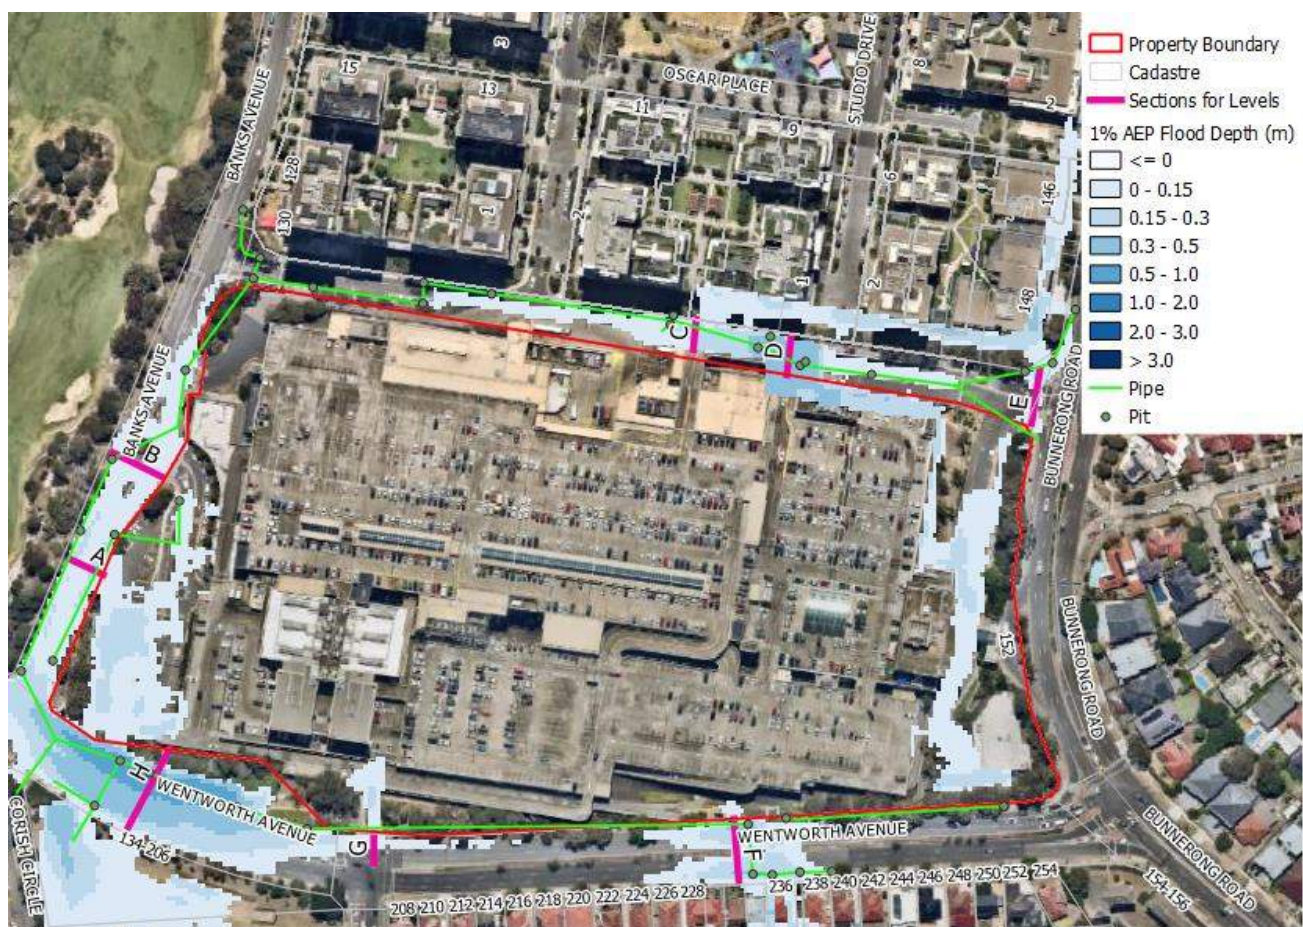 Property Boundary
Cadastre
Sections for Levels
1% AEP Flood Depth (m)
<= 0
0 - 0.15
0.15 - 0.3
0.3 - 0.5
0.5 - 1.0
1.0 - 2.0
2.0 - 3.0
> 3.0
Pipe
Pit
3
15
13
OSCAR PLACE
STUDIO DRIVE
8
2
BANKS AVENUE
11
9
128
6
146
130
1
2
1
2
148
C
D
E
BANKS AVENUE
B
BUNNERONG ROAD
A
152
BUNNERONG ROAD
H
WENTWORTH AVENUE
WENTWORTH AVENUE
G
F
134-206
CORISH CIRCLE
208 210 212 214 216 218 220 222 224 226 228
236 238 240 242 244 246 248 250 252 254
BUNNERONG ROAD
154-156